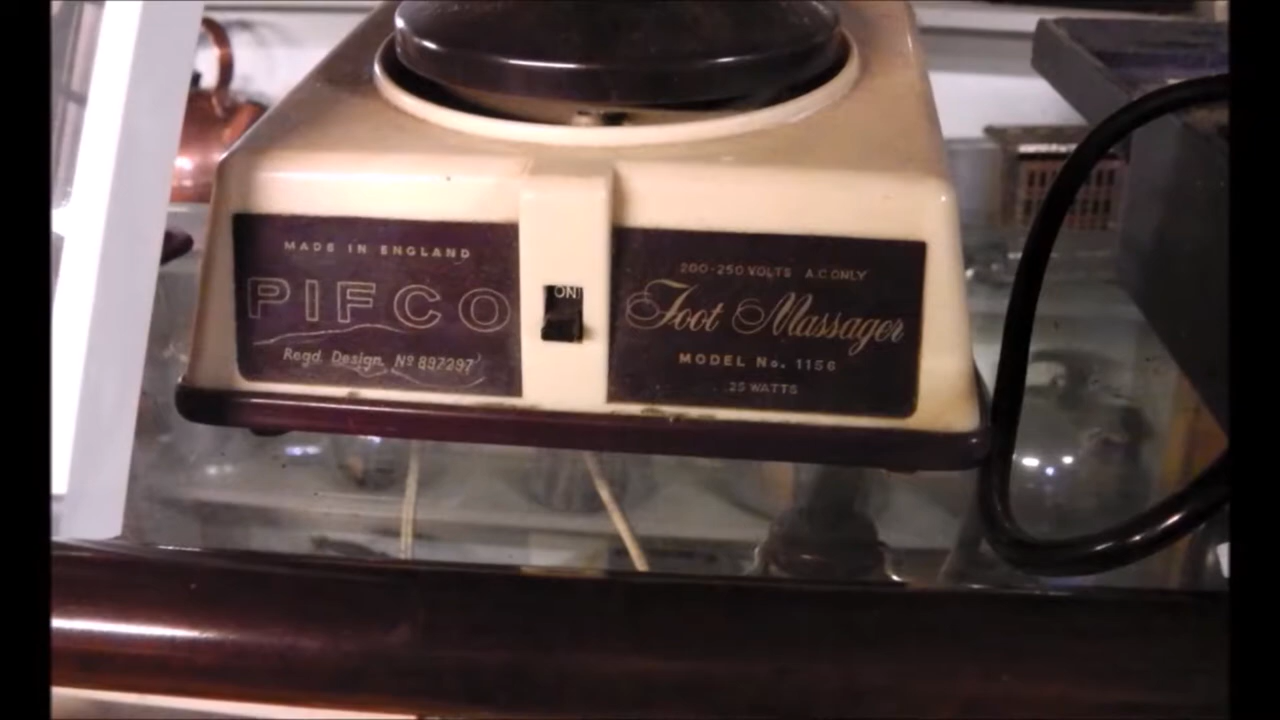 MADE IN ENGLAND
PIFCO
Regd. Design. Nº 897297
ON
200-250 VOLTS A.C. ONLY
Foot Massager
MODEL No. 1156
25 WATTS